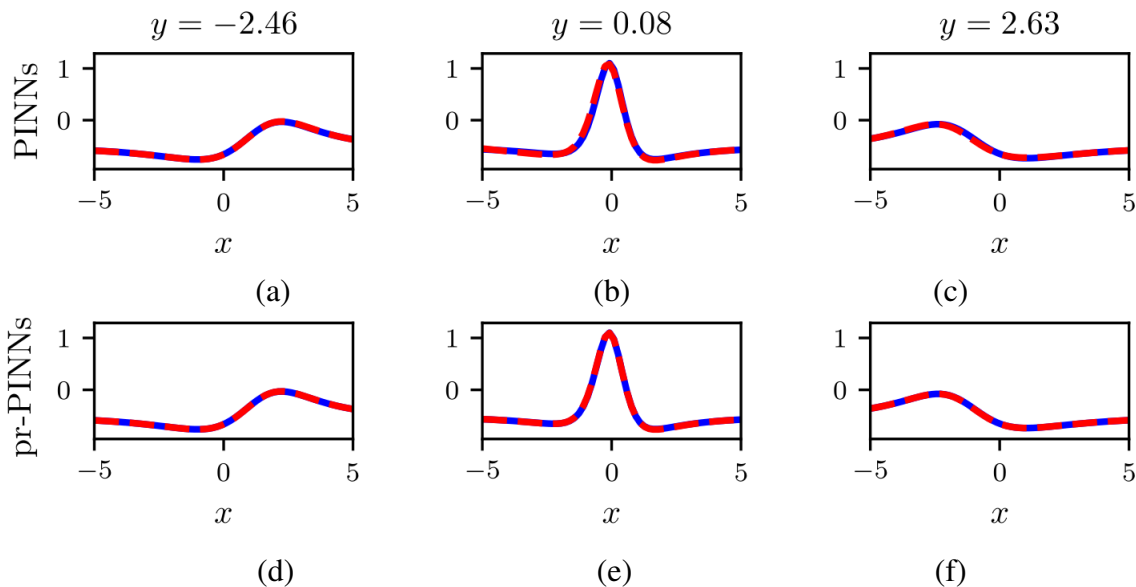 y = −2.46
y = 0.08
y = 2.63
PINNs
1
0
−5 0 5
−5 0 5
−5 0 5
x
x
x
(a)
(b)
(c)
pr-PINNs
1
0
1
0
1
0
1
0
1
0
−5 0 5
−5 0 5
−5 0 5
x
x
x
(d)
(e)
(f)